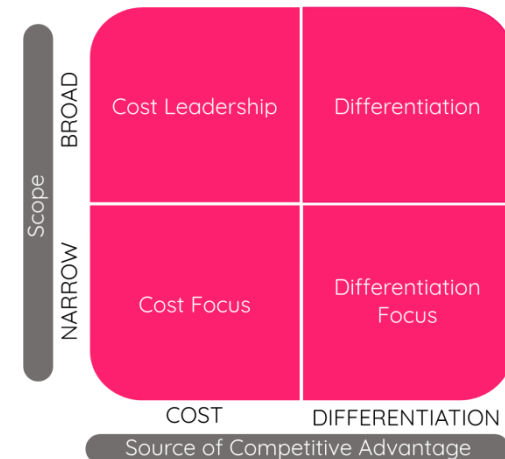 Scope
BROAD
Cost Leadership
Differentiation
NARROW
Cost Focus
Differentiation
Focus
COST
DIFFERENTIATION
Source of Competitive Advantage